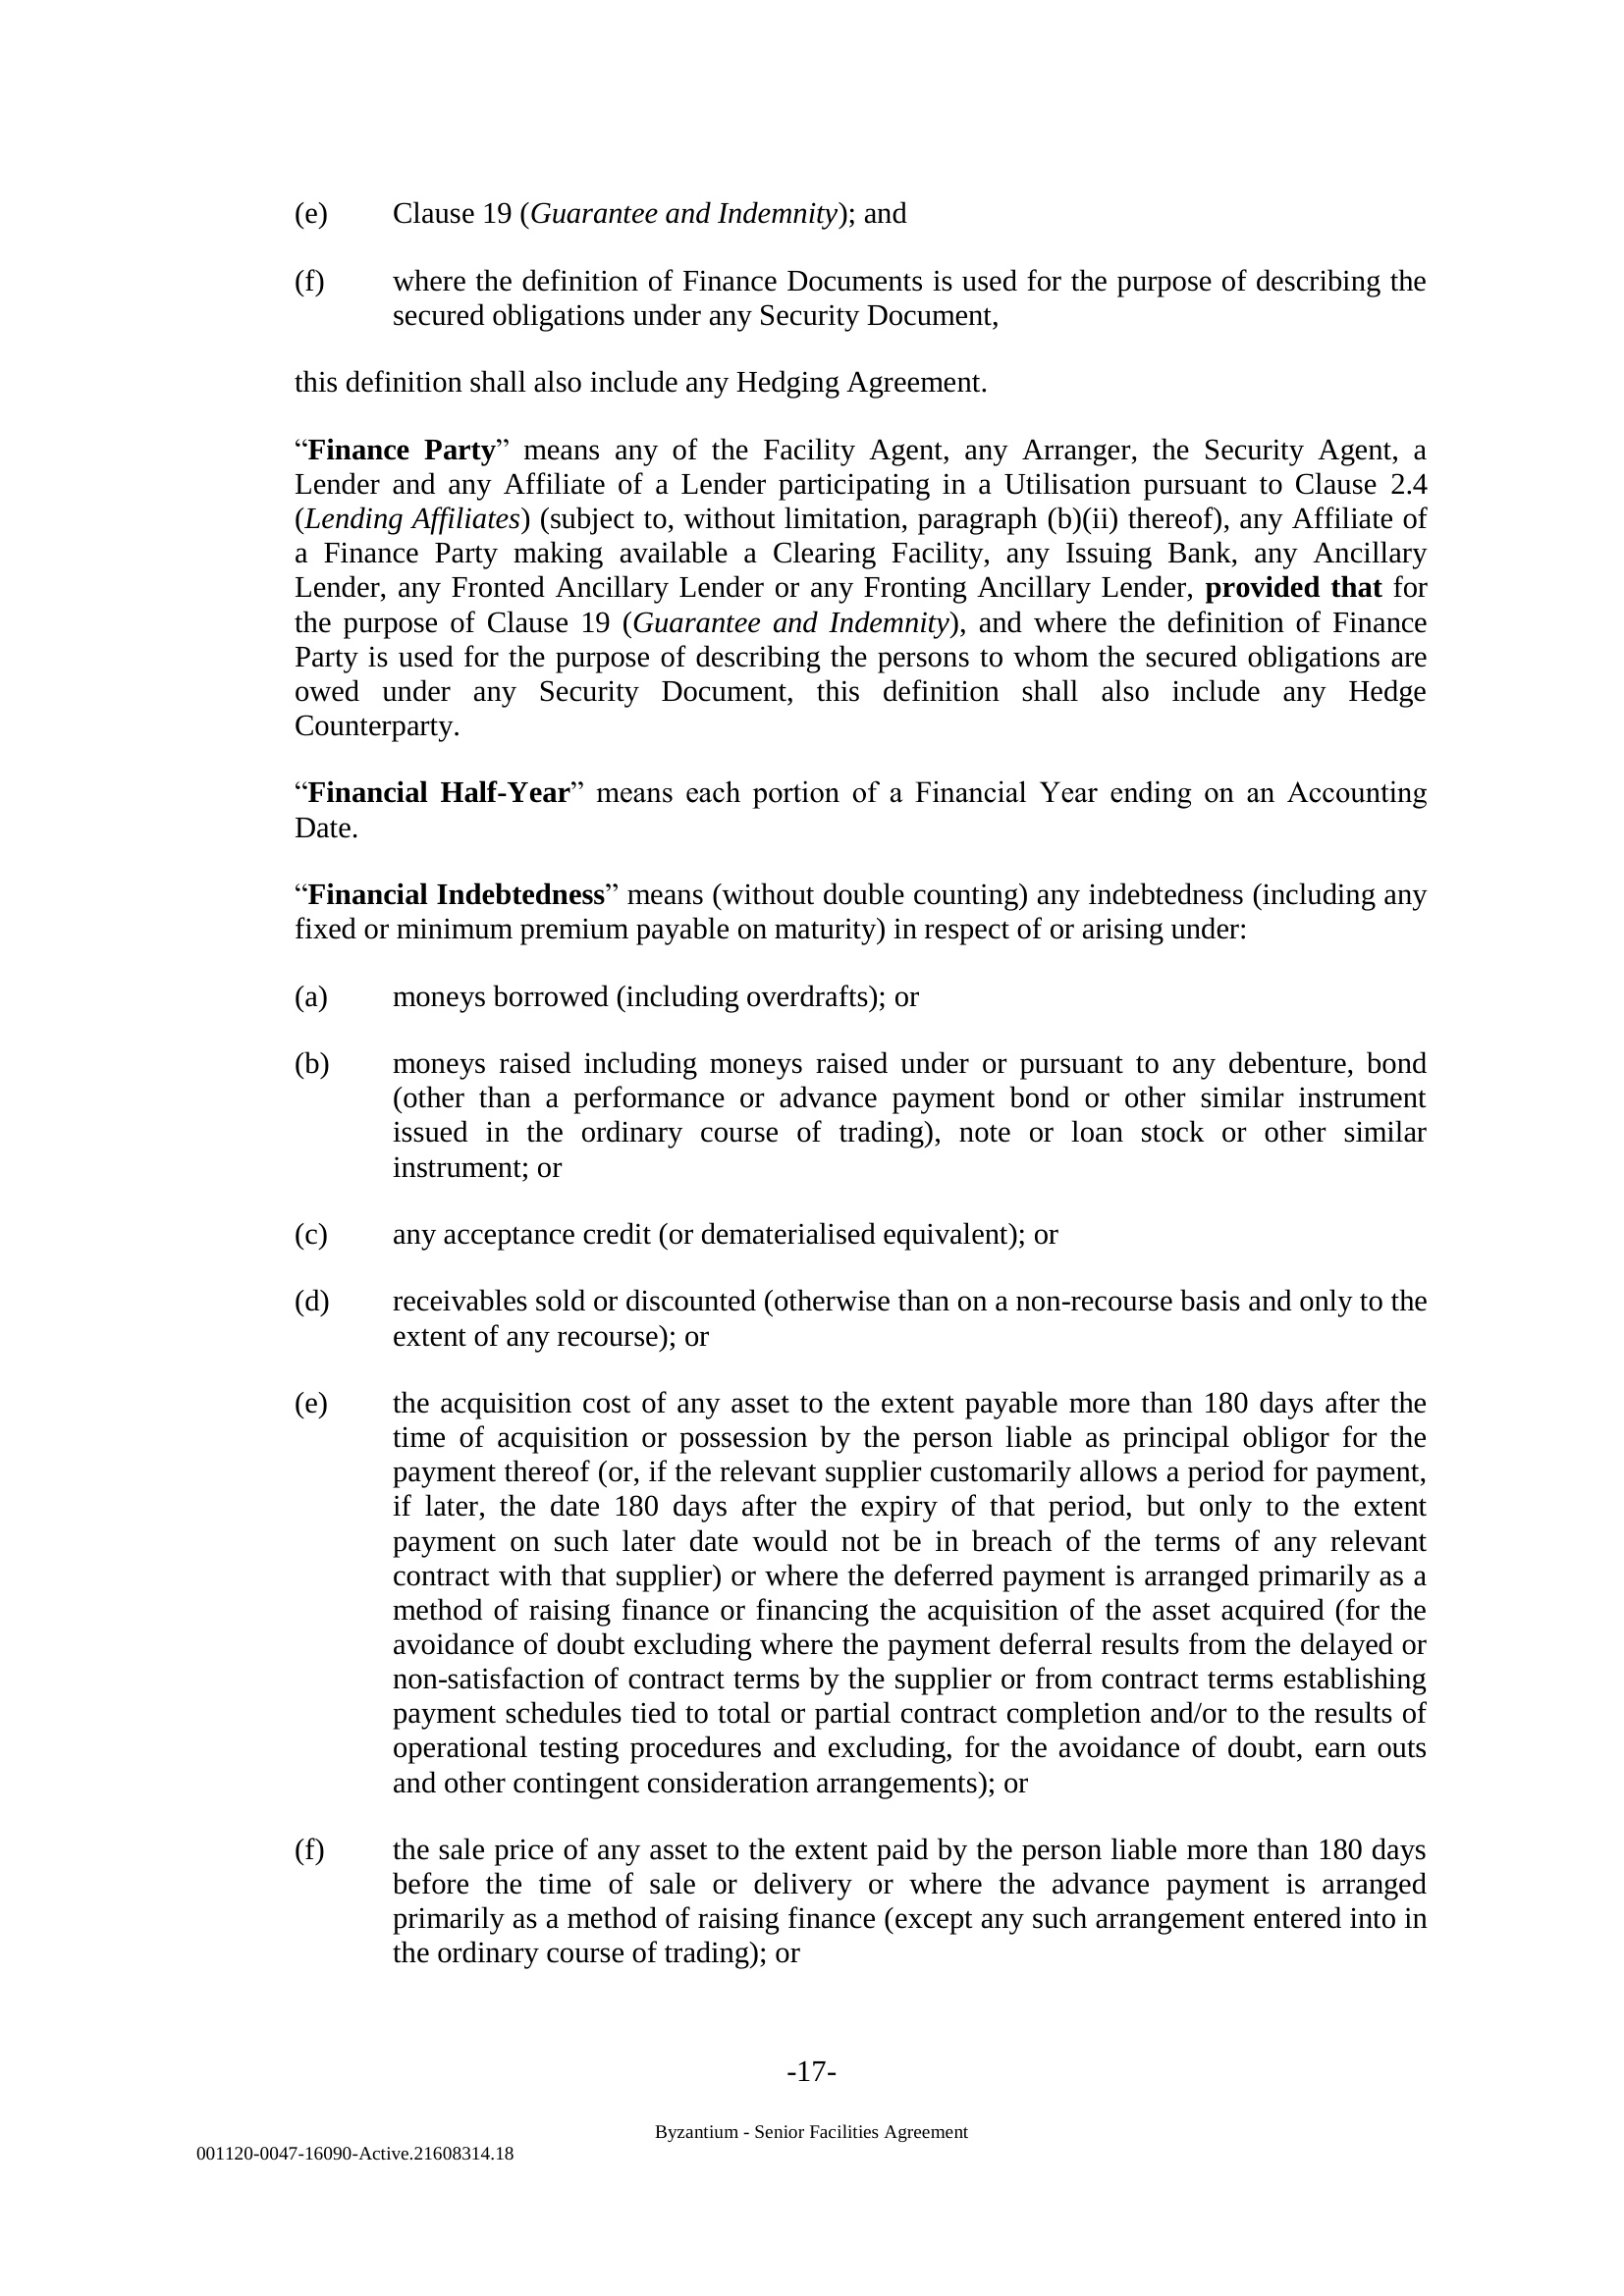 (e) Clause 19 (Guarantee and Indemnity); and
(f) where the definition of Finance Documents is used for the purpose of describing the
secured obligations under any Security Document,
this definition shall also include any Hedging Agreement.
“Finance Party” means any of the Facility Agent, any Arranger, the Security Agent, a
Lender and any Affiliate of a Lender participating in a Utilisation pursuant to Clause 2.4
(Lending Affiliates) (subject to, without limitation, paragraph (b)(ii) thereof), any Affiliate of
a Finance Party making available a Clearing Facility, any Issuing Bank, any Ancillary
Lender, any Fronted Ancillary Lender or any Fronting Ancillary Lender, provided that for
the purpose of Clause 19 (Guarantee and Indemnity), and where the definition of Finance
Party is used for the purpose of describing the persons to whom the secured obligations are
owed under any Security Document, this definition shall also include any Hedge
Counterparty.
“Financial Half-Year” means each portion of a Financial Year ending on an Accounting
Date.
“Financial Indebtedness” means (without double counting) any indebtedness (including any
fixed or minimum premium payable on maturity) in respect of or arising under:
(a) moneys borrowed (including overdrafts); or
(b) moneys raised including moneys raised under or pursuant to any debenture, bond
(other than a performance or advance payment bond or other similar instrument
issued in the ordinary course of trading), note or loan stock or other similar
instrument; or
(c) any acceptance credit (or dematerialised equivalent); or
(d) receivables sold or discounted (otherwise than on a non-recourse basis and only to the
extent of any recourse); or
(e) the acquisition cost of any asset to the extent payable more than 180 days after the
time of acquisition or possession by the person liable as principal obligor for the
payment thereof (or, if the relevant supplier customarily allows a period for payment,
if later, the date 180 days after the expiry of that period, but only to the extent
payment on such later date would not be in breach of the terms of any relevant
contract with that supplier) or where the deferred payment is arranged primarily as a
method of raising finance or financing the acquisition of the asset acquired (for the
avoidance of doubt excluding where the payment deferral results from the delayed or
non-satisfaction of contract terms by the supplier or from contract terms establishing
payment schedules tied to total or partial contract completion and/or to the results of
operational testing procedures and excluding, for the avoidance of doubt, earn outs
and other contingent consideration arrangements); or
(f) the sale price of any asset to the extent paid by the person liable more than 180 days
before the time of sale or delivery or where the advance payment is arranged
primarily as a method of raising finance (except any such arrangement entered into in
the ordinary course of trading); or
-17-
Byzantium - Senior Facilities Agreement
001120-0047-16090-Active.21608314.18